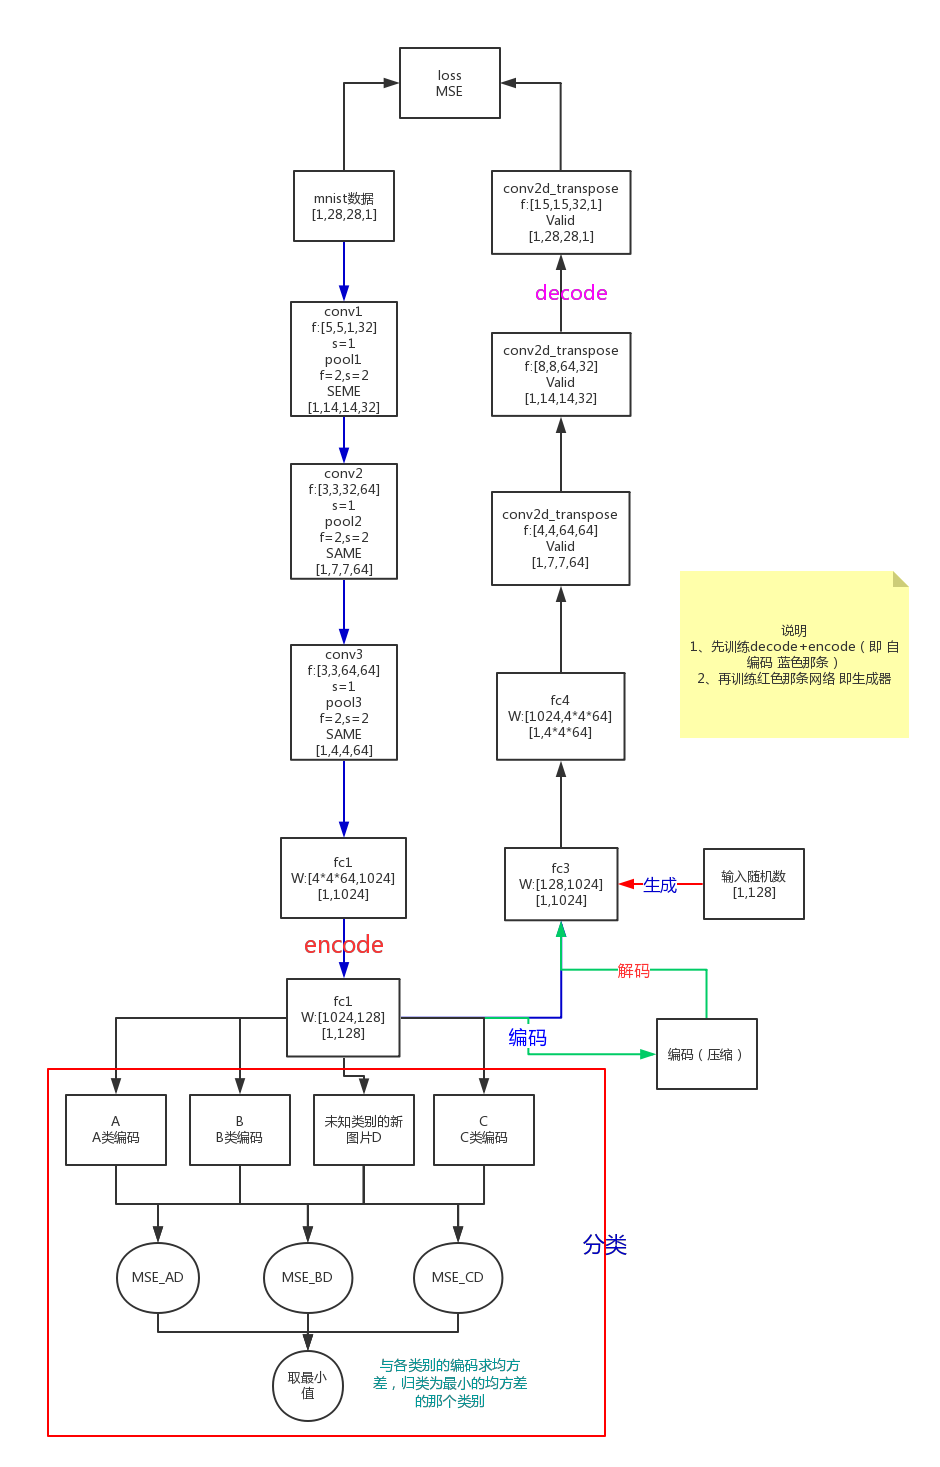 loss
MSE
mnist数据
[1,28,28,1]
conv2d_transpose
f:[15,15,32,1]
Valid
[1,28,28,1]
decode
conv1
f:[5,5,1,32]
s=1
pool1
f=2,s=2
SEME
[1,14,14,32]
conv2d_transpose
f:[8,8,64,32]
Valid
[1,14,14,32]
conv2
f:[3,3,32,64]
s=1
pool2
f=2,s=2
SAME
[1,7,7,64]
conv2d_transpose
f:[4,4,64,64]
Valid
[1,7,7,64]
说明
1、先训练decode+encode（即 自
编码 蓝色那条）
2、再训练红色那条网络 即生成器
conv3
f:[3,3,64,64]
s=1
pool3
f=2,s=2
SAME
[1,4,4,64]
fc4
W:[1024,4*4*64]
[1,4*4*64]
fc1
W:[4*4*64,1024]
[1,1024]
fc3
W:[128,1024]
[1,1024]
生成
输入随机数
[1,128]
encode
解码
fc1
W:[1024,128]
[1,128]
编码
编码（压缩）
A
A类编码
B
B类编码
未知类别的新
图片D
C
C类编码
分类
MSE_AD
MSE_BD
MSE_CD
取最小
值
与各类别的编码求均方
差，归类为最小的均方差
的那个类别